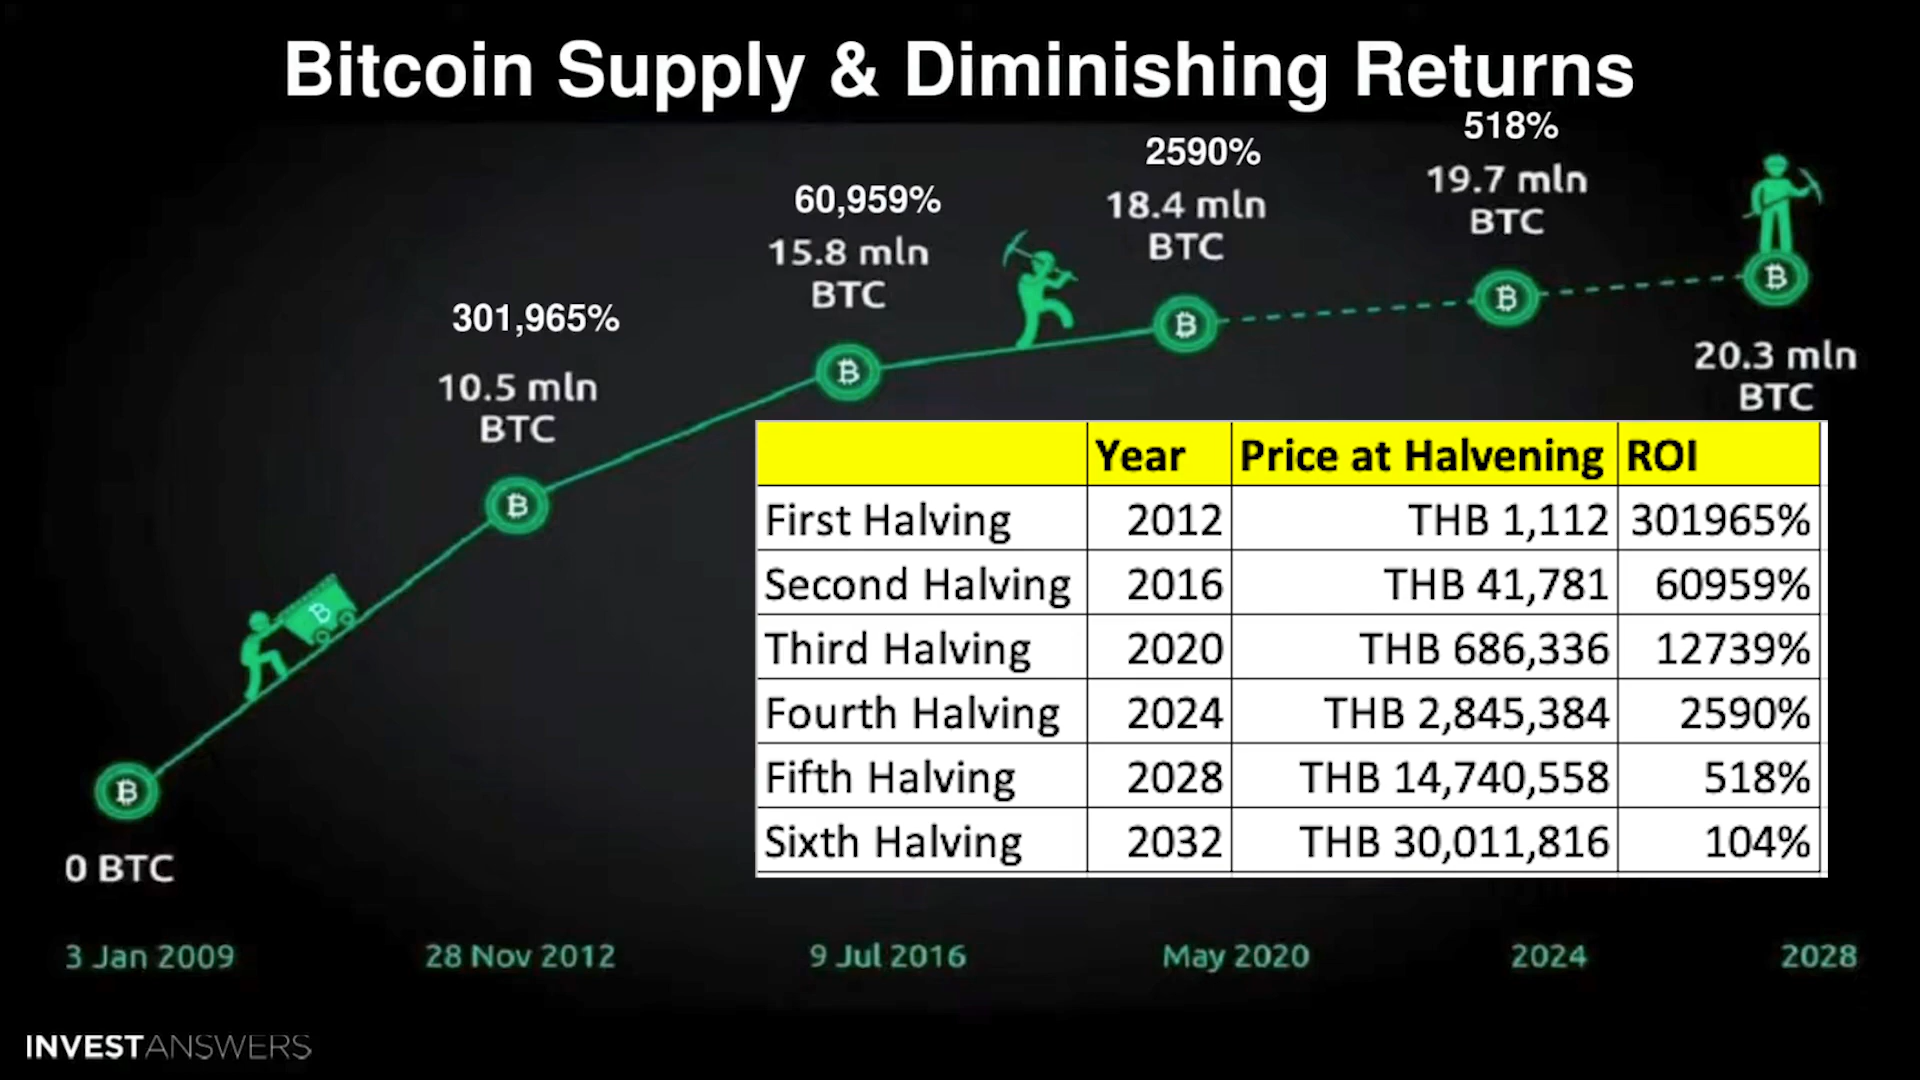 Bitcoin Supply & Diminishing Returns
518%
2590%
19.7 mln
BTC
60,959%
18.4 mln
BTC
15.8 mln
BTC
301,965%
10.5 mln
BTC
20.3 mln
BTC
Year Price at Halvening ROI
First Halving 2012 THB 1,112 301965%
Second Halving 2016 THB 41,781 60959%
Third Halving 2020 THB 686,336 12739%
Fourth Halving 2024 THB 2,845,384 2590%
Fifth Halving 2028 THB 14,740,558 518%
Sixth Halving 2032 THB 30,011,816 104%
0 BTC
3 Jan 2009 28 Nov 2012 9 Jul 2016 May 2020 2024 2028
INVESTANSWERS